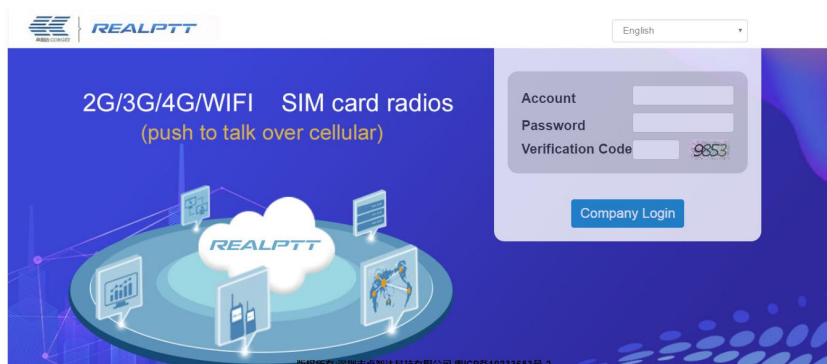 REALPTT
English
2G/3G/4G/WIFI SIM card radios
(push to talk over cellular)
Account
Password
Verification Code 9853
Company Login
REALPTT